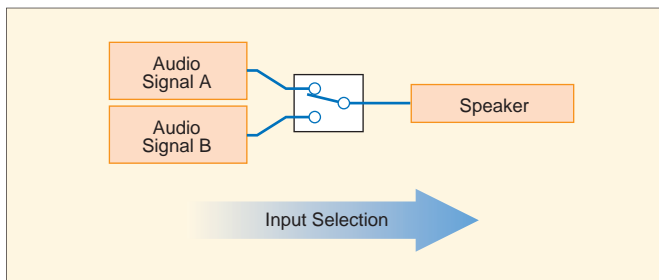 Audio
Signal A
Audio
Signal B
Speaker
Input Selection